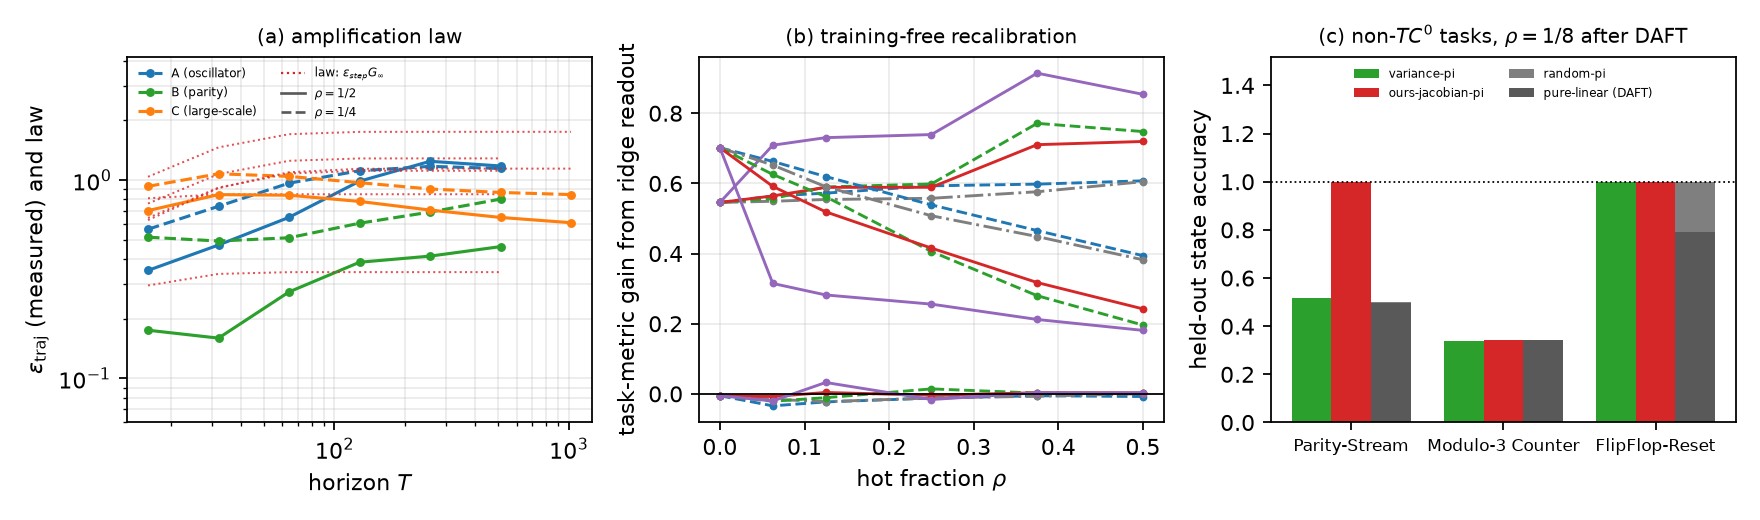 (a) amplification law
A (oscillator)
B (parity)
C (large-scale)
law: ε_step G_∞
ρ = 1/2
ρ = 1/4
10⁰
10⁻¹
10²
10³
ε_traj (measured) and law
horizon T
(b) training-free recalibration
0.8
0.6
0.4
0.2
0.0
0.0 0.1 0.2 0.3 0.4 0.5
task-metric gain from ridge readout
hot fraction ρ
(c) non-TC⁰ tasks, ρ = 1/8 after DAFT
variance-pi
ours-jacobian-pi
random-pi
pure-linear (DAFT)
1.4
1.2
1.0
0.8
0.6
0.4
0.2
0.0
Parity-Stream Modulo-3 Counter FlipFlop-Reset
held-out state accuracy